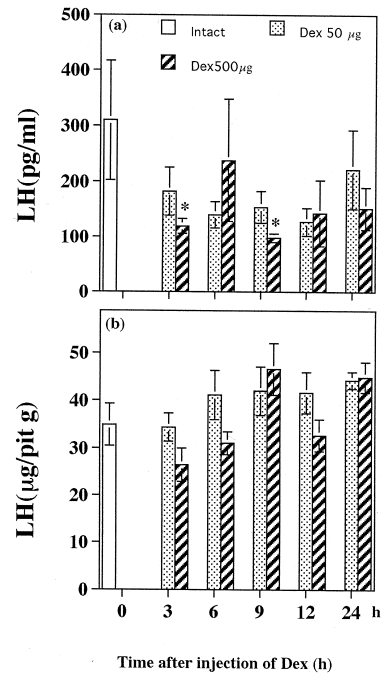 (a)
Intact
Dex 50 µg
Dex500µg
LH(pg/ml)
500
400
300
200
100
0
*
*
(b)
LH(µg/pit g)
50
40
30
20
10
0
0 3 6 9 12 24 h
Time after injection of Dex (h)